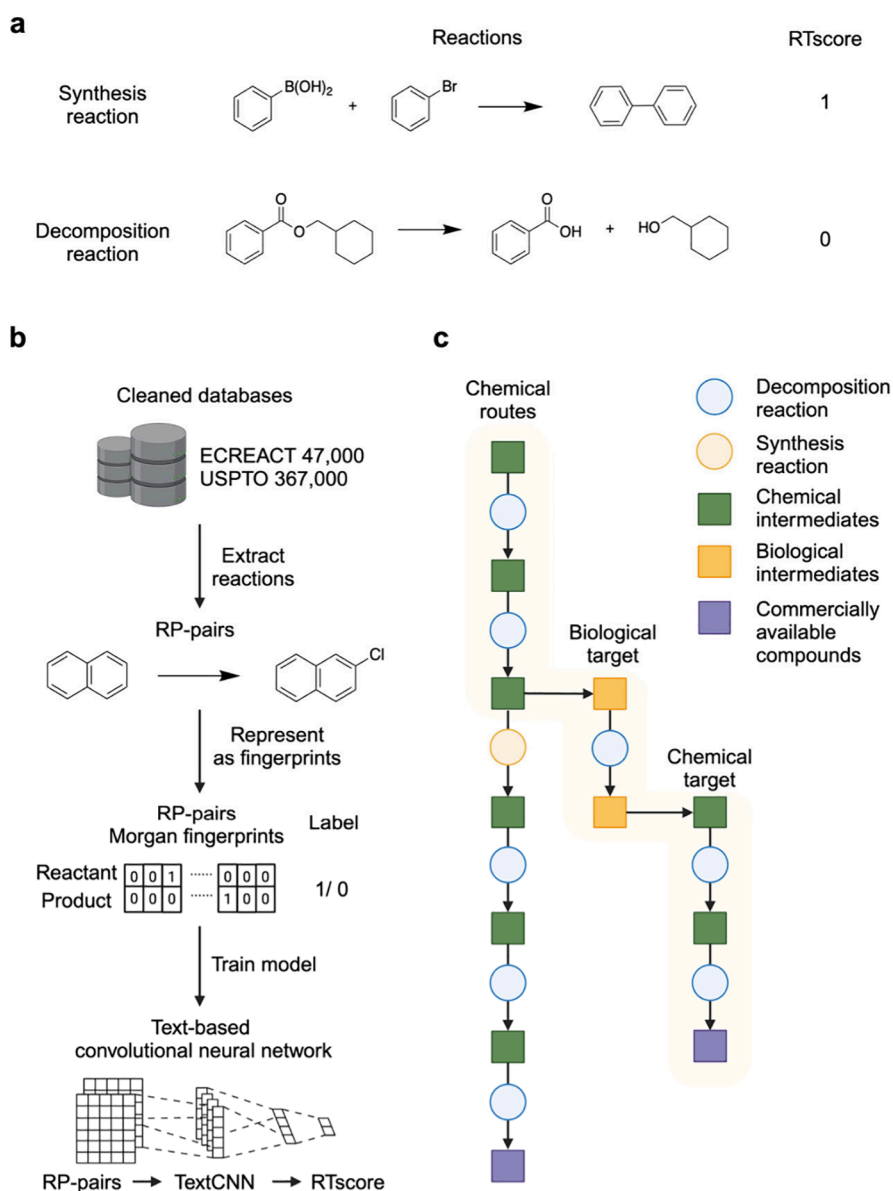 a
Reactions
RTscore
Synthesis
reaction
B(OH)₂
+
Br
1
Decomposition
reaction
O
O
O
OH
+
HO
0
b
Cleaned databases
ECREACT 47,000
USPTO 367,000
Extract
reactions
RP-pairs
Cl
Represent
as fingerprints
RP-pairs
Morgan fingerprints
Label
Reactant
0 0 1 ...... 0 0 0
Product
0 0 0 ...... 1 0 0
1/ 0
Train model
Text-based
convolutional neural network
RP-pairs
TextCNN
RTscore
c
Chemical
routes
Biological
target
Chemical
target
Decomposition
reaction
Synthesis
reaction
Chemical
intermediates
Biological
intermediates
Commercially
available
compounds